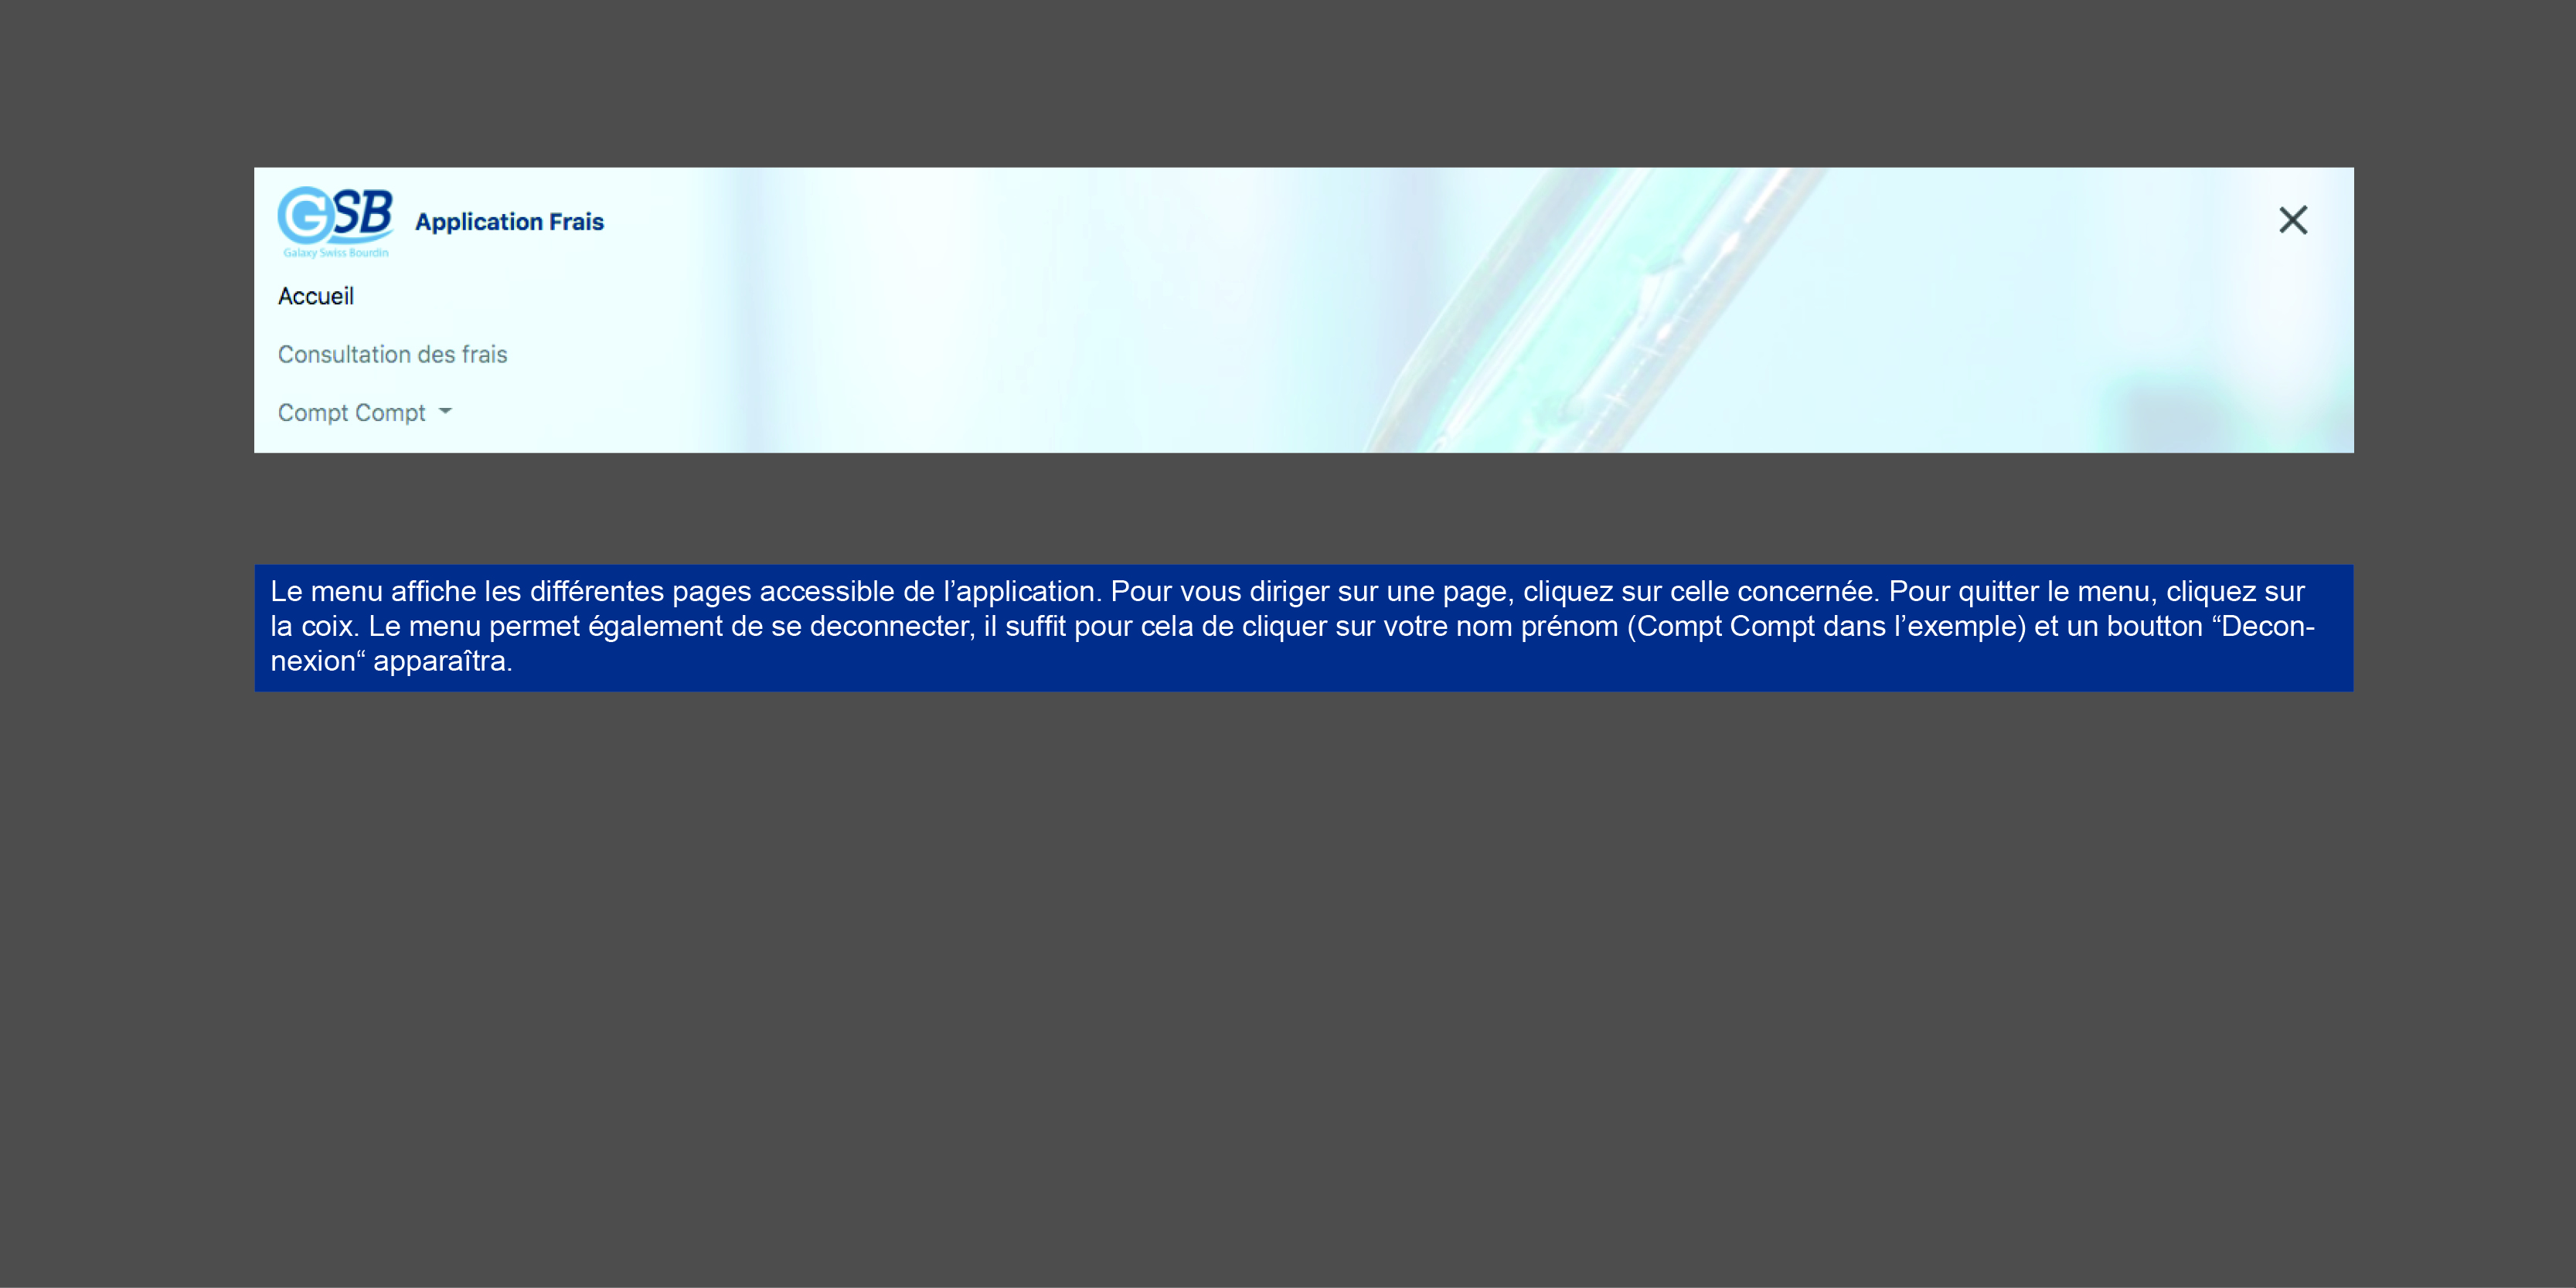 GSB
Galaxy Swiss Bourdin
Application Frais
Accueil
Consultation des frais
Compt Compt
Le menu affiche les différentes pages accessible de l’application. Pour vous diriger sur une page, cliquez sur celle concernée. Pour quitter le menu, cliquez sur
la coix. Le menu permet également de se deconnecter, il suffit pour cela de cliquer sur votre nom prénom (Compt Compt dans l’exemple) et un boutton “Decon-
nexion“ apparaîtra.